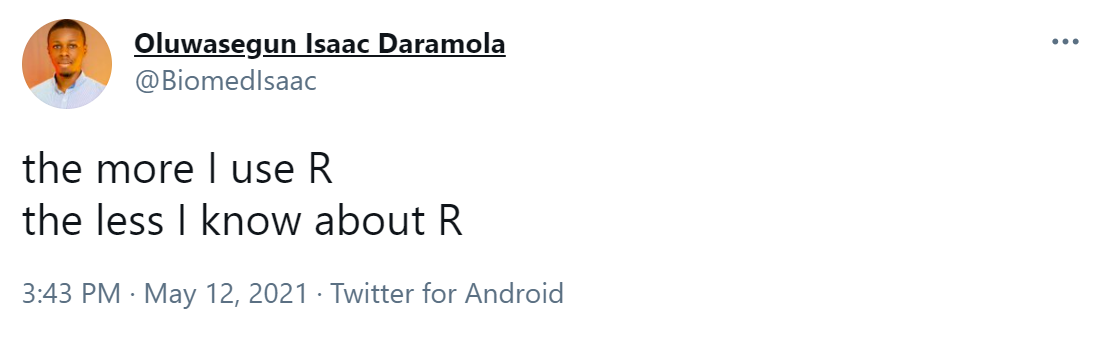 Oluwasegun Isaac Daramola
@BiomedIsaac
the more I use R
the less I know about R
3:43 PM · May 12, 2021 · Twitter for Android